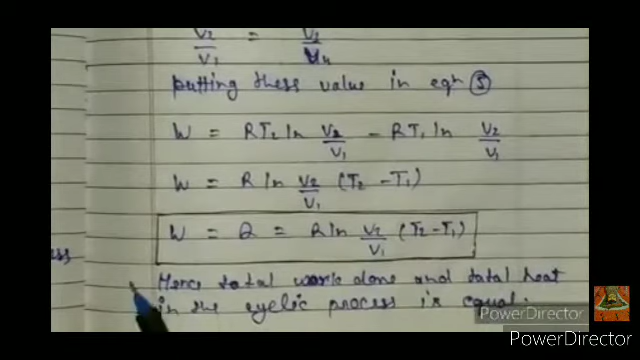 V2/V1 = V3/V4
putting thess value in eqn ⑤
W = RT2 ln V2/V1 - RT1 ln V2/V1
W = R ln V2/V1 (T2 - T1)
W = Q = R ln V2/V1 (T2 - T1)
Hence total work done and total heat
in the cyclic process is equal.
PowerDirector
PowerDirector